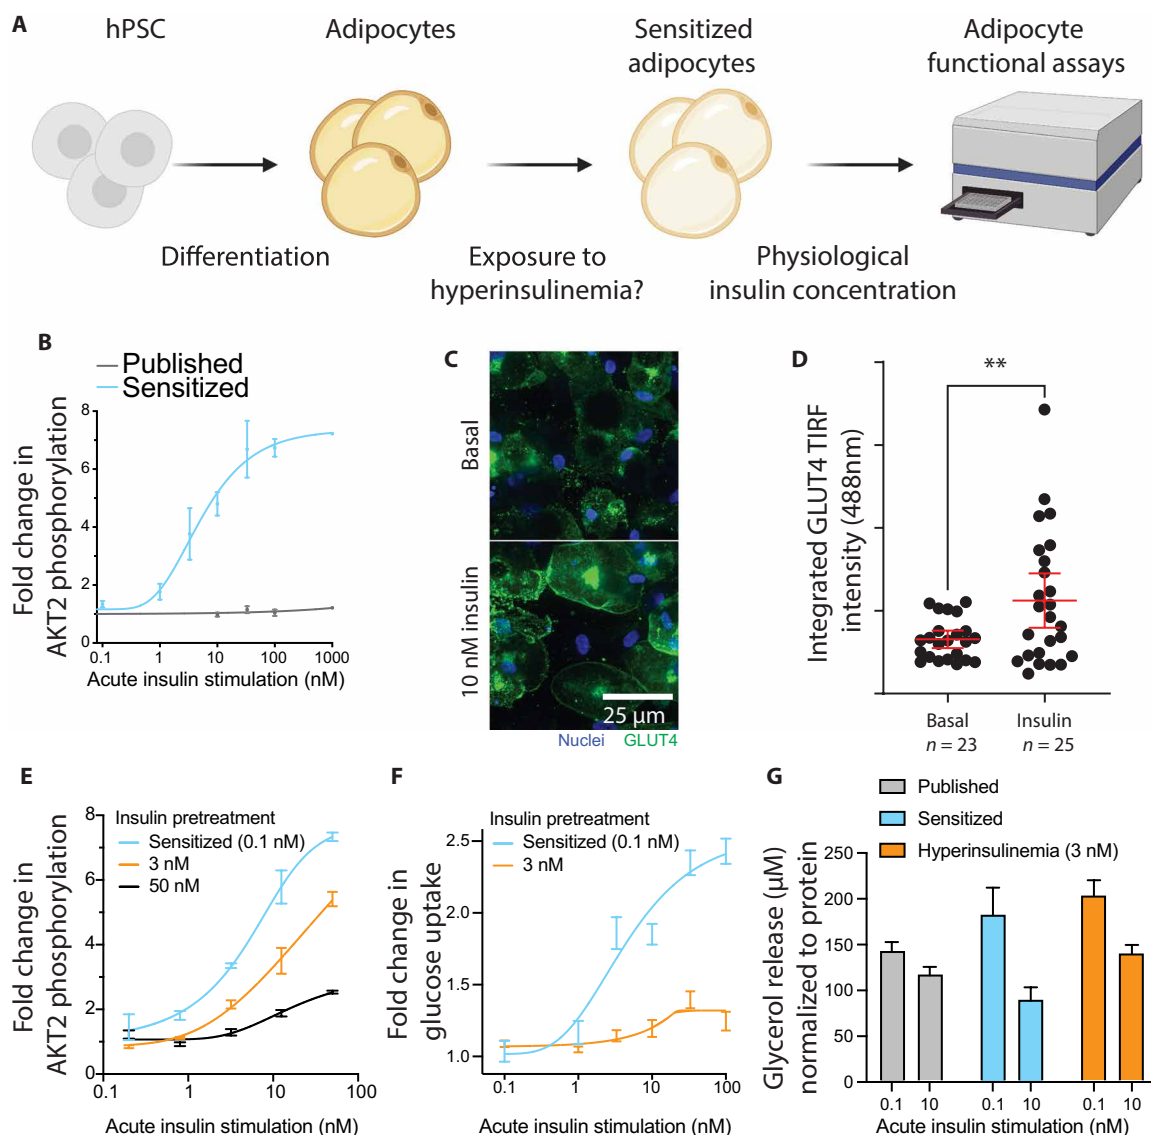 A
hPSC
Adipocytes
Sensitized
adipocytes
Adipocyte
functional assays
Differentiation
Exposure to
hyperinsulinemia?
Physiological
insulin concentration
B
Published
Sensitized
Fold change in
AKT2 phosphorylation
8
6
4
2
0
0.1
1
10
100
1000
Acute insulin stimulation (nM)
C
Basal
10 nM insulin
25 µm
Nuclei
GLUT4
D
Integrated GLUT4 TIRF
intensity (488nm)
**
Basal
n = 23
Insulin
n = 25
E
Insulin pretreatment
Sensitized (0.1 nM)
3 nM
50 nM
Fold change in
AKT2 phosphorylation
8
6
4
2
0
0.1
1
10
100
Acute insulin stimulation (nM)
F
Insulin pretreatment
Sensitized (0.1 nM)
3 nM
Fold change in
glucose uptake
2.5
2.0
1.5
1.0
0.1
1
10
100
Acute insulin stimulation (nM)
G
Published
Sensitized
Hyperinsulinemia (3 nM)
Glycerol release (µM)
normalized to protein
250
200
150
100
50
0
0.1
10
0.1
10
0.1
10
Acute insulin stimulation (nM)